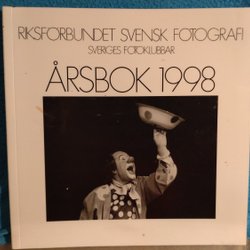 RIKSFÖRBUNDET SVENSK FOTOGRAFI
SVERIGES FOTOKLUBBAR
ÅRSBOK 1998